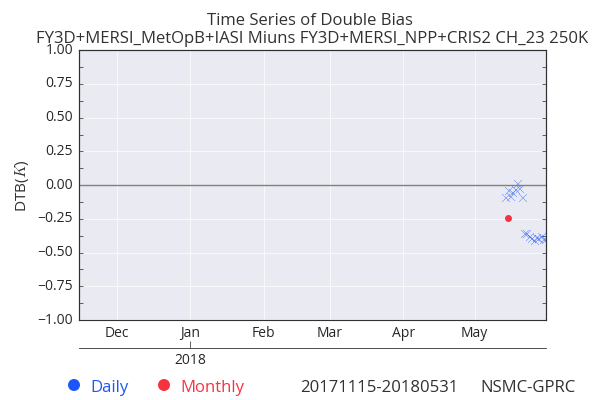 Time Series of Double Bias
FY3D+MERSI_MetOpB+IASI Miuns FY3D+MERSI_NPP+CRIS2 CH_23 250K
1.00
0.75
0.50
0.25
0.00
−0.25
−0.50
−0.75
−1.00
DTB(K)
Dec Jan Feb Mar Apr May
2018
Daily Monthly 20171115-20180531 NSMC-GPRC